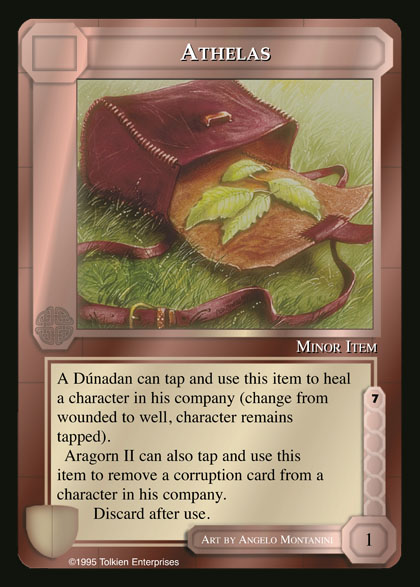 ATHELAS
MINOR ITEM
A Dúnadan can tap and use this item to heal
a character in his company (change from
wounded to well, character remains
tapped).
Aragorn II can also tap and use this
item to remove a corruption card from a
character in his company.
Discard after use.
7
ART BY ANGELO MONTANINI
1
©1995 Tolkien Enterprises